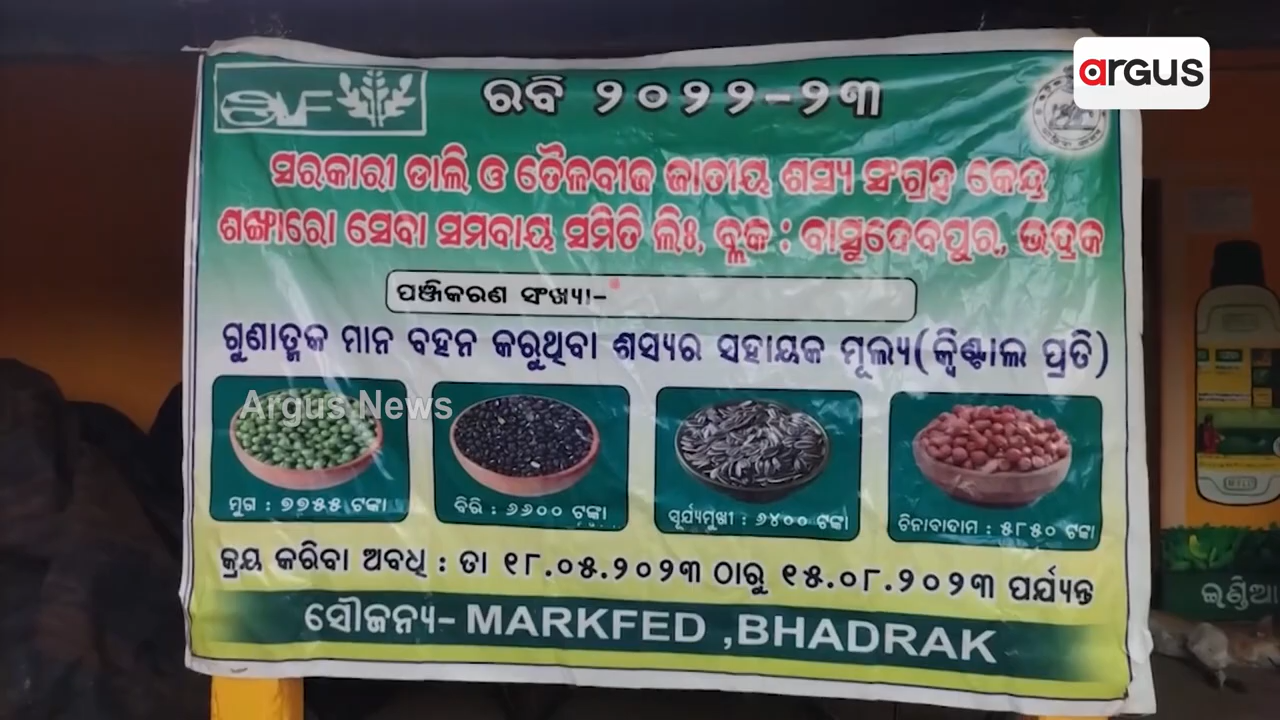 argus
ରବି ୨୦୨୨-୨୩
ସରକାରୀ ଡାଲି ଓ ତୈଳବୀଜ ଜାତୀୟ ଶସ୍ୟ ସଂଗ୍ରହ କେନ୍ଦ୍ର
ଶଙ୍ଖାରୋ ସେବା ସମବାୟ ସମିତି ଲିଃ, ବ୍ଲକ : ବାସୁଦେବପୁର, ଭଦ୍ରକ
ପଞ୍ଜିକରଣ ସଂଖ୍ୟା-
ଗୁଣାତ୍ମକ ମାନ ବହନ କରୁଥିବା ଶସ୍ୟର ସହାୟକ ମୂଲ୍ୟ(କ୍ୱିଣ୍ଟାଲ ପ୍ରତି)
Argus News
ମୁଗ : ୭୭୫୫ ଟଙ୍କା
ବିରି : ୬୬୦୦ ଟଙ୍କା
ସୂର୍ଯ୍ୟମୁଖୀ : ୬୪୦୦ ଟଙ୍କା
ଚିନାବାଦାମ : ୫୮୫୦ ଟଙ୍କା
କ୍ରୟ କରିବା ଅବଧି : ତା ୧୮.୦୫.୨୦୨୩ ଠାରୁ ୧୫.୦୮.୨୦୨୩ ପର୍ଯ୍ୟନ୍ତ
ସୌଜନ୍ୟ- MARKFED ,BHADRAK